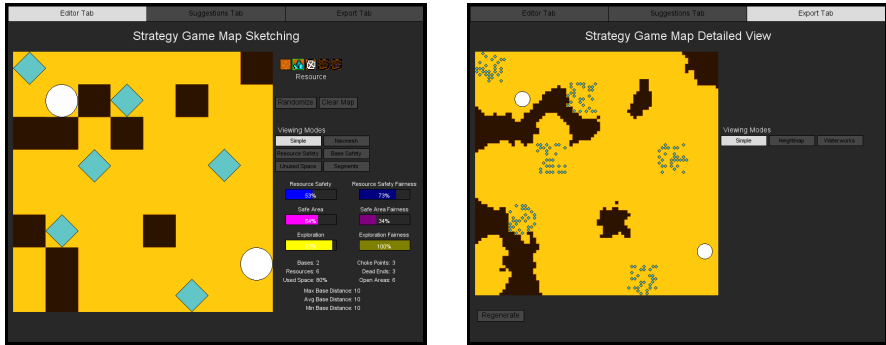 Editor Tab
Suggestions Tab
Export Tab
Strategy Game Map Sketching
Resource
Randomize
Clear Map
Viewing Modes
Simple
Navmesh
Resource Safety
Base Safety
Unused Space
Segments
Resource Safety
Resource Safety Fairness
53%
73%
Safe Area
Safe Area Fairness
34%
Exploration
Exploration Fairness
100%
Bases: 2
Choke Points: 3
Resources: 6
Dead Ends: 3
Used Space: 80%
Open Areas: 6
Max Base Distance: 10
Avg Base Distance: 10
Min Base Distance: 10
Editor Tab
Suggestions Tab
Export Tab
Strategy Game Map Detailed View
Viewing Modes
Simple
Heightmap
Waterworks
Regenerate